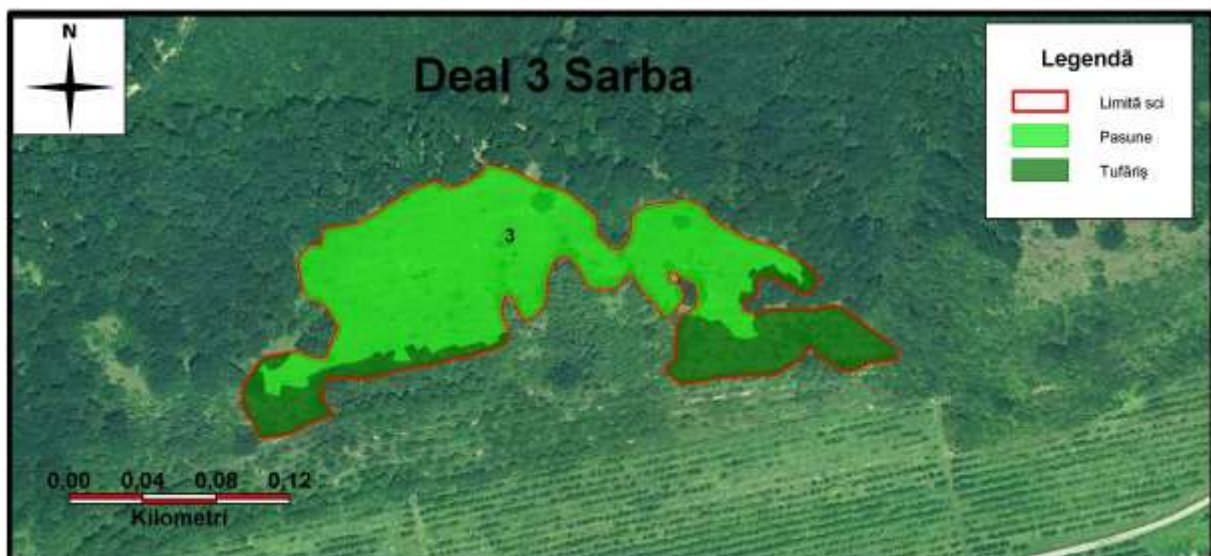 N
Deal 3 Sarba
Legendă
Limită sci
Pasune
Tufăriş
3
0,00 0,04 0,08 0,12
Kilometri